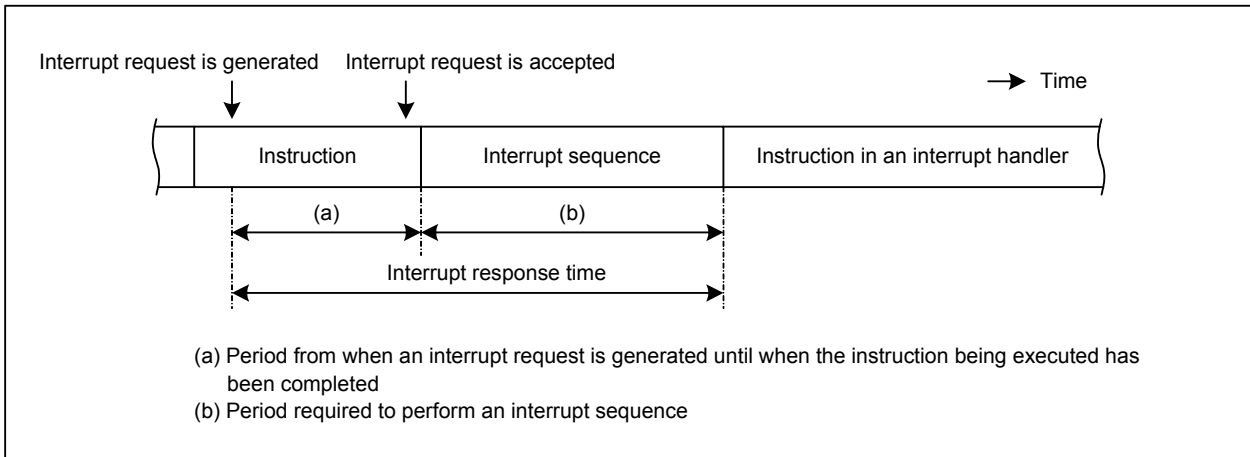 Interrupt request is generated
Interrupt request is accepted
Time
Instruction
Interrupt sequence
Instruction in an interrupt handler
(a)
(b)
Interrupt response time
(a) Period from when an interrupt request is generated until when the instruction being executed has
been completed
(b) Period required to perform an interrupt sequence